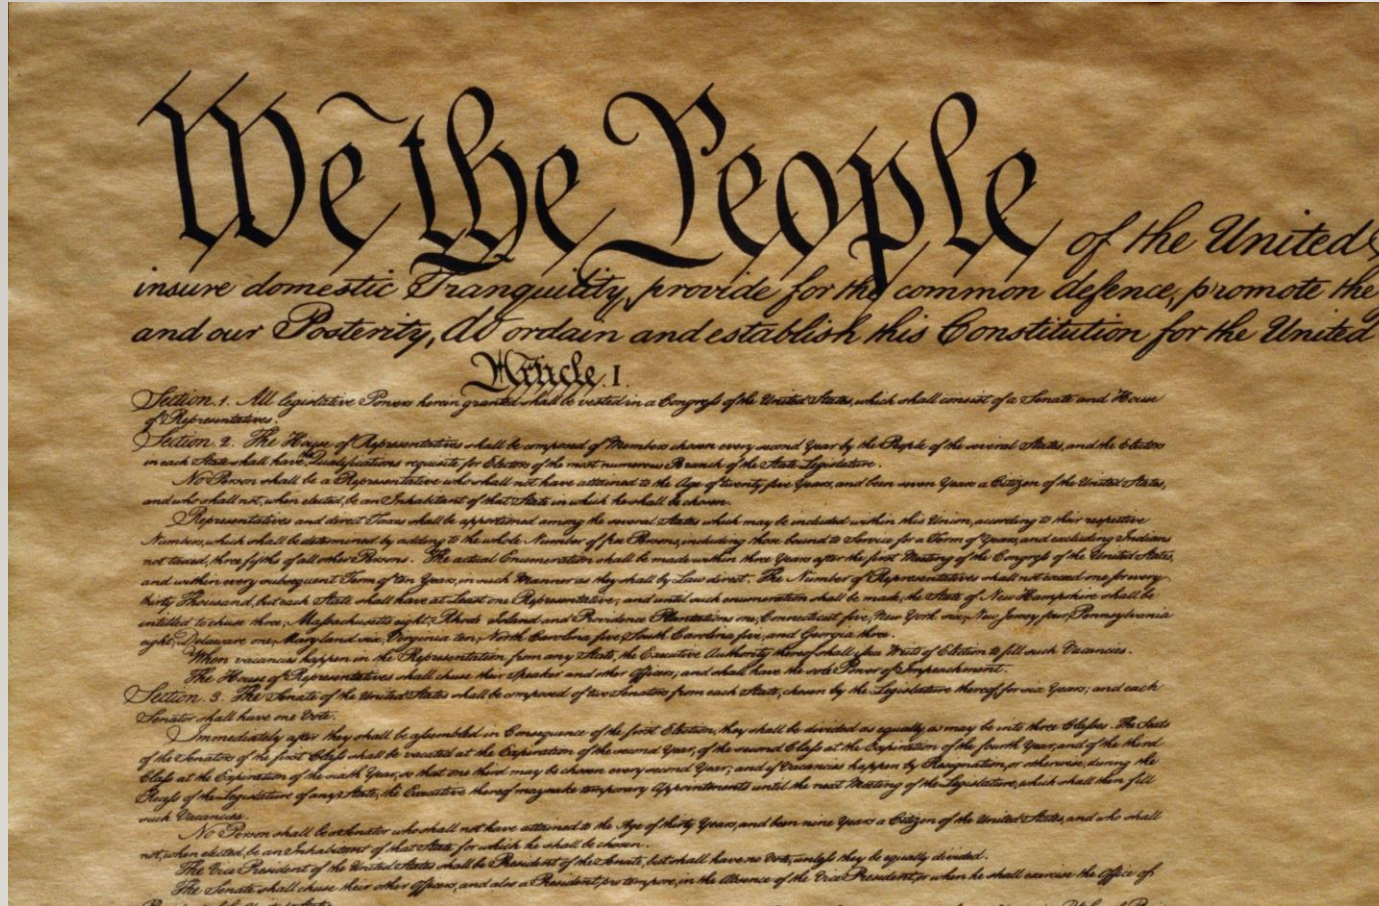 We the People of the United
insure domestic Tranquility, provide for the common defence, promote the
and our Posterity, do ordain and establish this Constitution for the United
Article. I.
Section. 1. All legislative Powers herein granted shall be vested in a Congress of the United States, which shall consist of a Senate and House
of Representatives.
Section. 2. The House of Representatives shall be composed of Members chosen every second Year by the People of the several States, and the Electors
in each State shall have the Qualifications requisite for Electors of the most numerous Branch of the State Legislature.
No Person shall be a Representative who shall not have attained to the Age of twenty five Years, and been seven Years a Citizen of the United States,
and who shall not, when elected, be an Inhabitant of that State in which he shall be chosen.
Representatives and direct Taxes shall be apportioned among the several States which may be included within this Union, according to their respective
Numbers, which shall be determined by adding to the whole Number of free Persons, including those bound to Service for a Term of Years, and excluding Indians
not taxed, three fifths of all other Persons. The actual Enumeration shall be made within three Years after the first Meeting of the Congress of the United States,
and within every subsequent Term of ten Years, in such Manner as they shall by Law direct. The Number of Representatives shall not exceed one for every
thirty Thousand, but each State shall have at Least one Representative; and until such enumeration shall be made, the State of New Hampshire shall be
entitled to chuse three, Massachusetts eight, Rhode Island and Providence Plantations one, Connecticut five, New York six, New Jersey four, Pennsylvania
eight, Delaware one, Maryland six, Virginia ten, North Carolina five, South Carolina five, and Georgia three.
When vacancies happen in the Representation from any State, the Executive Authority thereof shall issue Writs of Election to fill such Vacancies.
The House of Representatives shall chuse their Speaker and other Officers; and shall have the sole Power of Impeachment.
Section. 3. The Senate of the United States shall be composed of two Senators from each State, chosen by the Legislature thereof, for six Years; and each
Senator shall have one Vote.
Immediately after they shall be assembled in Consequence of the first Election, they shall be divided as equally as may be into three Classes. The Seats
of the Senators of the first Class shall be vacated at the Expiration of the second Year, of the second Class at the Expiration of the fourth Year, and of the third
Class at the Expiration of the sixth Year, so that one third may be chosen every second Year; and if Vacancies happen by Resignation, or otherwise, during the
Recess of the Legislature of any State, the Executive thereof may make temporary Appointments until the next Meeting of the Legislature, which shall then fill
such Vacancies.
No Person shall be a Senator who shall not have attained to the Age of thirty Years, and been nine Years a Citizen of the United States, and who shall
not, when elected, be an Inhabitant of that State for which he shall be chosen.
The Vice President of the United States shall be President of the Senate, but shall have no Vote, unless they be equally divided.
The Senate shall chuse their other Officers, and also a President pro tempore, in the Absence of the Vice President, or when he shall exercise the Office of